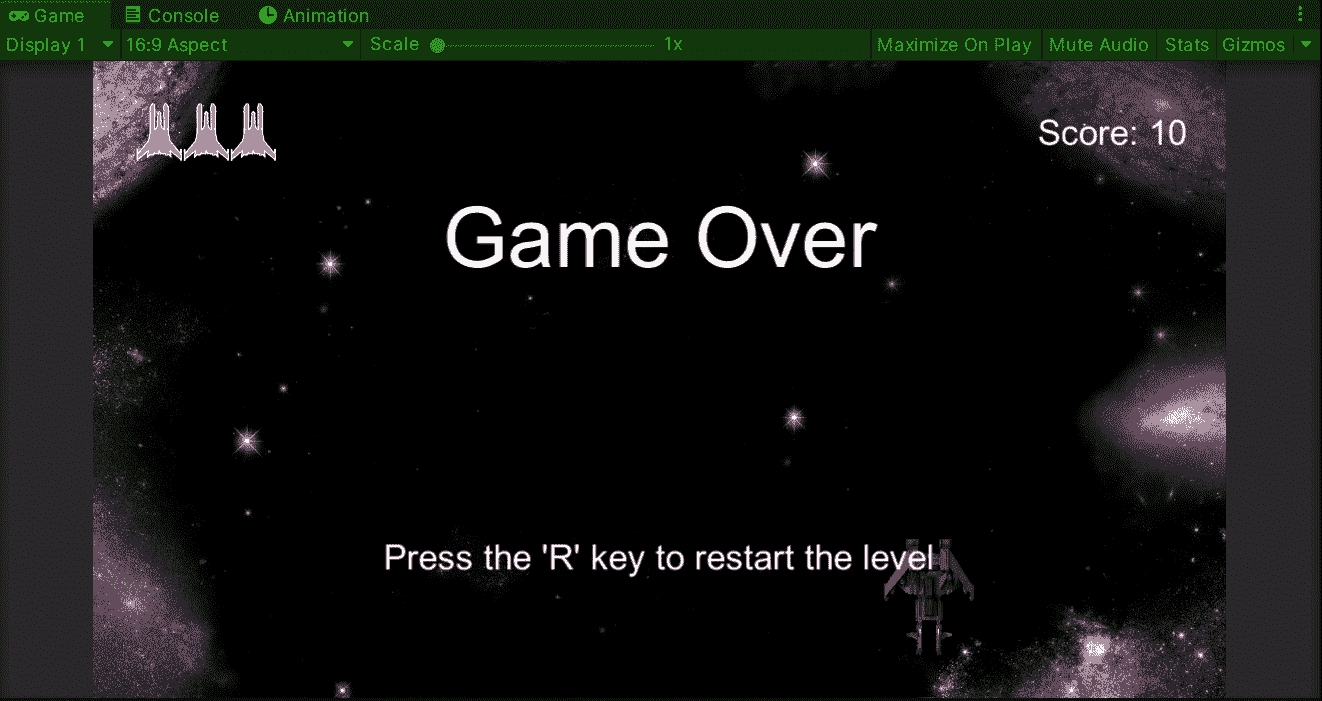 Game Console Animation
Display 1 16:9 Aspect Scale 1x Maximize On Play Mute Audio Stats Gizmos
Score: 10
Game Over
Press the 'R' key to restart the level